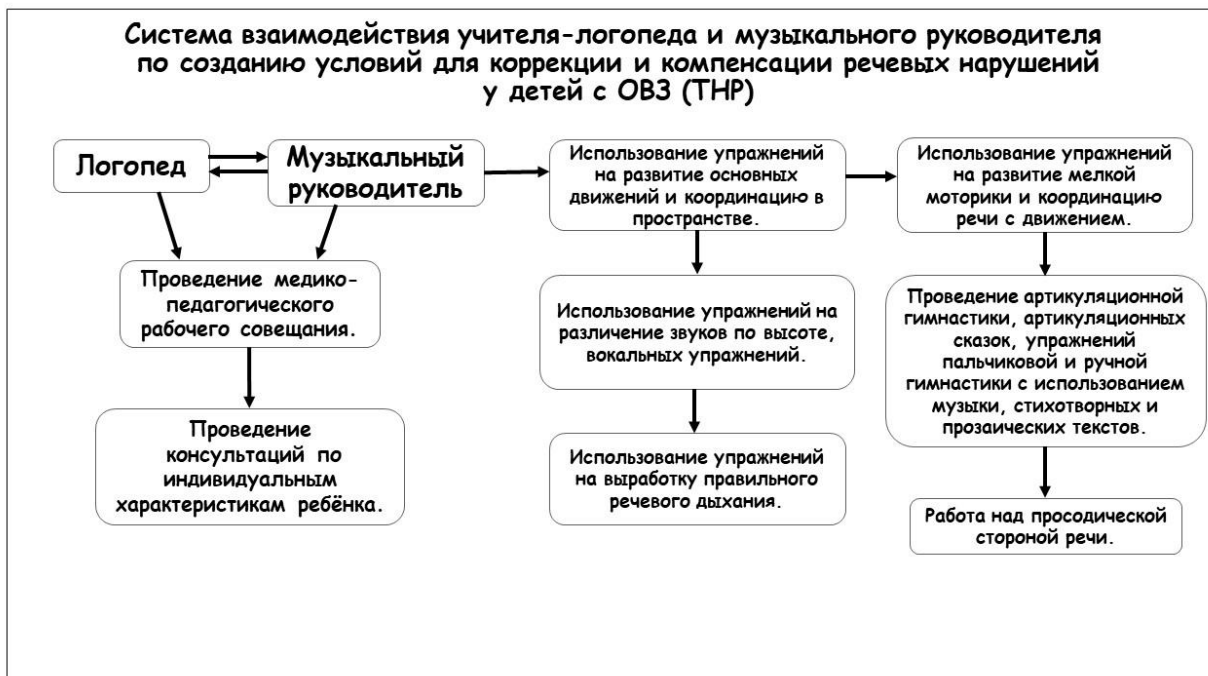 Система взаимодействия учителя-логопеда и музыкального руководителя
по созданию условий для коррекции и компенсации речевых нарушений
у детей с ОВЗ (ТНР)
Логопед
Музыкальный
руководитель
Использование упражнений
на развитие основных
движений и координацию в
пространстве.
Использование упражнений
на развитие мелкой
моторики и координацию
речи с движением.
Проведение медико-
педагогического
рабочего совещания.
Использование упражнений на
различение звуков по высоте,
вокальных упражнений.
Проведение артикуляционной
гимнастики, артикуляционных
сказок, упражнений
пальчиковой и ручной
гимнастики с использованием
музыки, стихотворных и
прозаических текстов.
Проведение
консультаций по
индивидуальным
характеристикам ребёнка.
Использование упражнений
на выработку правильного
речевого дыхания.
Работа над просодической
стороной речи.